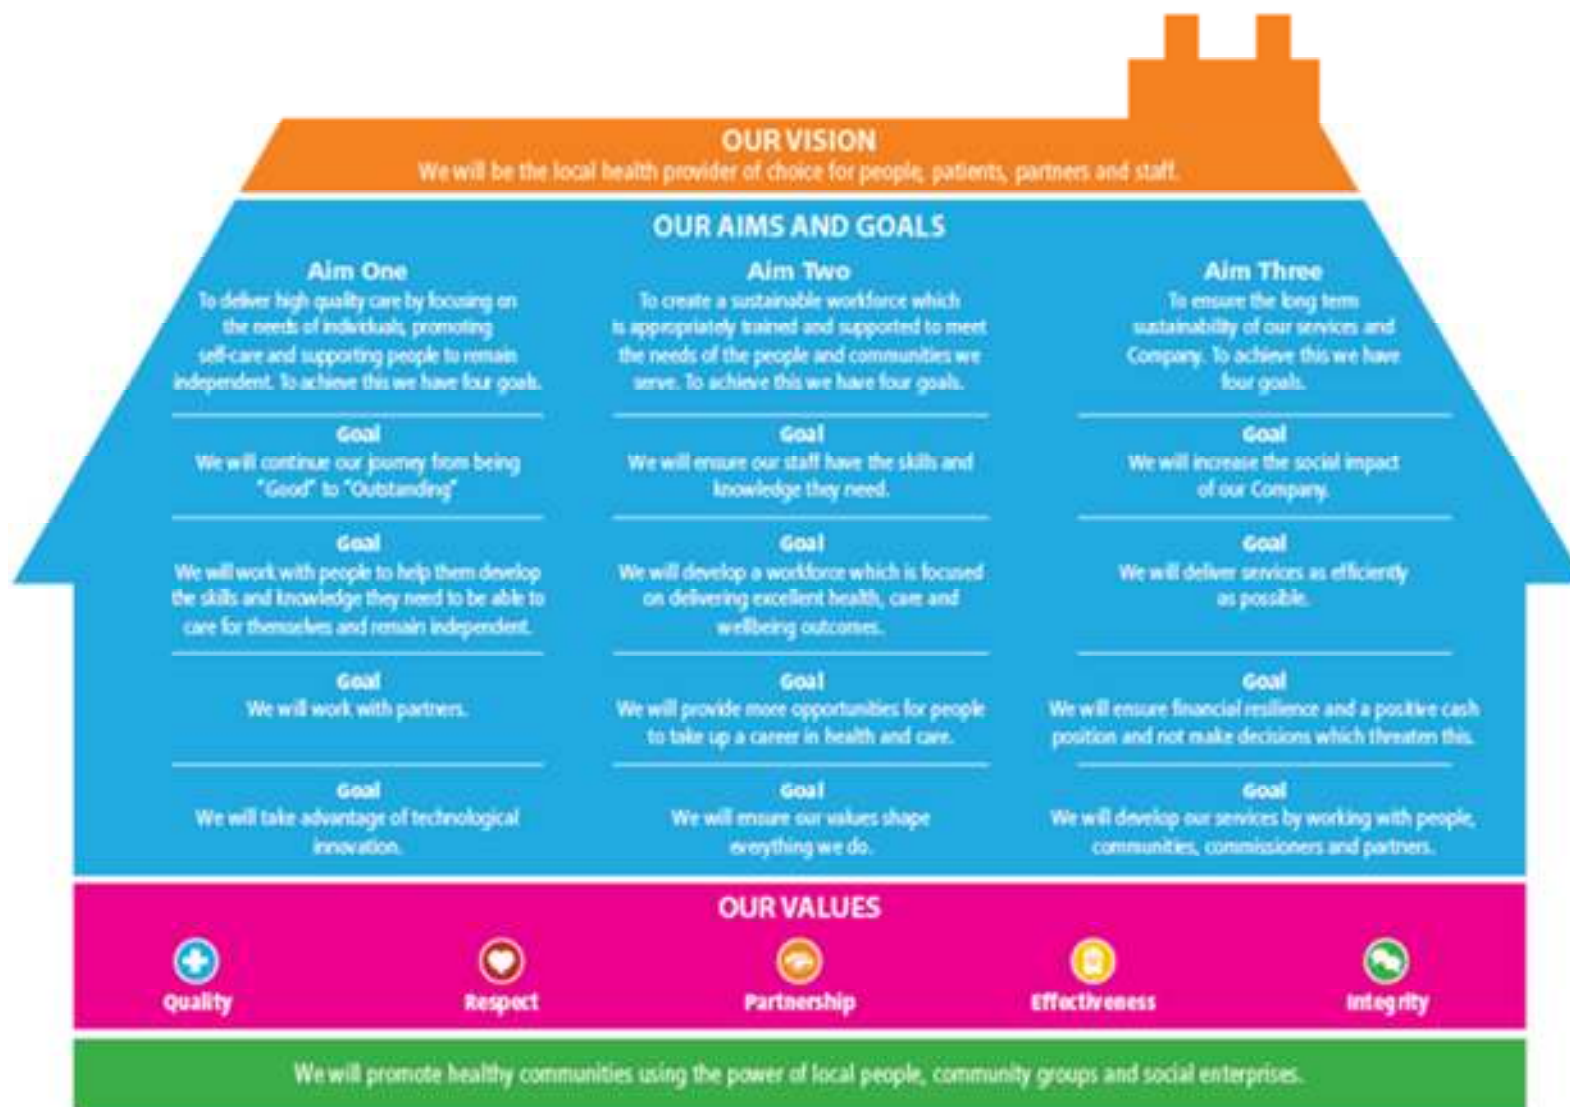 OUR VISION
We will be the local health provider of choice for people, patients, partners and staff.
OUR AIMS AND GOALS
Aim One
To deliver high quality care by focusing on
the needs of individuals, promoting
self-care and supporting people to remain
independent. To achieve this we have four goals.
Goal
We will continue our journey from being
"Good" to "Outstanding"
Goal
We will work with people to help them develop
the skills and knowledge they need to be able to
care for themselves and remain independent.
Goal
We will work with partners.
Goal
We will take advantage of technological
innovation.
Aim Two
To create a sustainable workforce which
is appropriately trained and supported to meet
the needs of the people and communities we
serve. To achieve this we have four goals.
Goal
We will ensure our staff have the skills and
knowledge they need.
Goal
We will develop a workforce which is focused
on delivering excellent health, care and
wellbeing outcomes.
Goal
We will provide more opportunities for people
to take up a career in health and care.
Goal
We will ensure our values shape
everything we do.
Aim Three
To ensure the long term
sustainability of our services and
Company. To achieve this we have
four goals.
Goal
We will increase the social impact
of our Company.
Goal
We will deliver services as efficiently
as possible.
Goal
We will ensure financial resilience and a positive cash
position and not make decisions which threaten this.
Goal
We will develop our services by working with people,
communities, commissioners and partners.
OUR VALUES
Quality
Respect
Partnership
Effectiveness
Integrity
We will promote healthy communities using the power of local people, community groups and social enterprises.